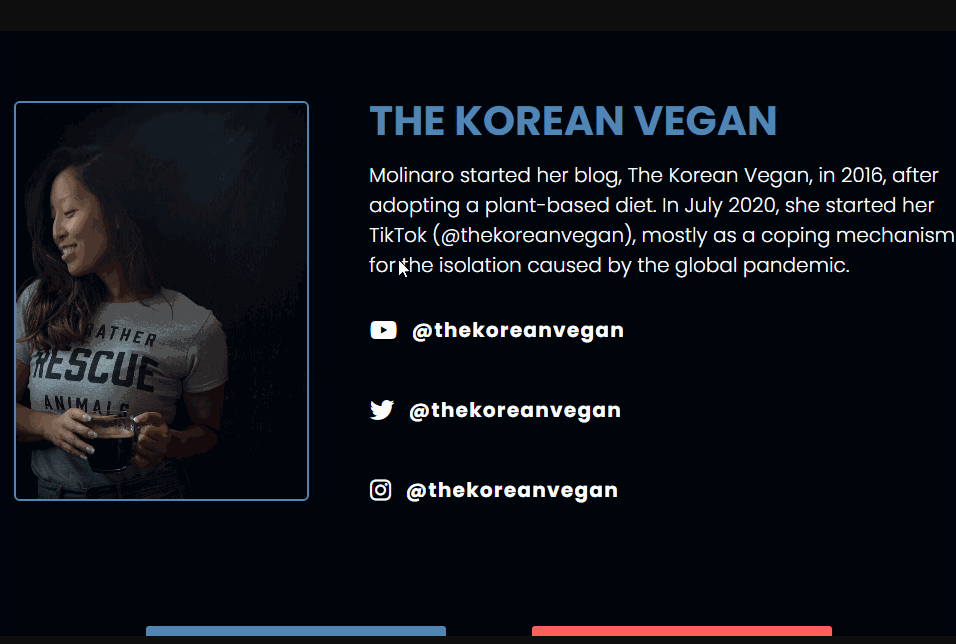 THE KOREAN VEGAN
Molinaro started her blog, The Korean Vegan, in 2016, after
adopting a plant-based diet. In July 2020, she started her
TikTok (@thekoreanvegan), mostly as a coping mechanism
for the isolation caused by the global pandemic.
@thekoreanvegan
@thekoreanvegan
@thekoreanvegan
RATHER
RESCUE
ANIMALS